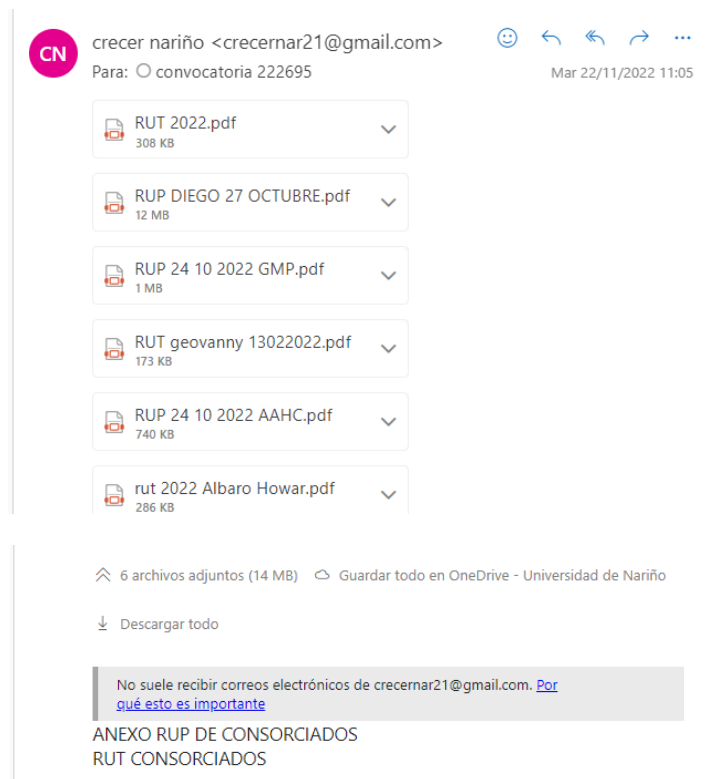 CN
crecer nariño <crecernar21@gmail.com>
Para: convocatoria 222695
Mar 22/11/2022 11:05
RUT 2022.pdf
308 KB
RUP DIEGO 27 OCTUBRE.pdf
12 MB
RUP 24 10 2022 GMP.pdf
1 MB
RUT geovanny 13022022.pdf
173 KB
RUP 24 10 2022 AAHC.pdf
740 KB
rut 2022 Albaro Howar.pdf
286 KB
6 archivos adjuntos (14 MB) Guardar todo en OneDrive - Universidad de Nariño
Descargar todo
No suele recibir correos electrónicos de crecernar21@gmail.com. Por
qué esto es importante
ANEXO RUP DE CONSORCIADOS
RUT CONSORCIADOS